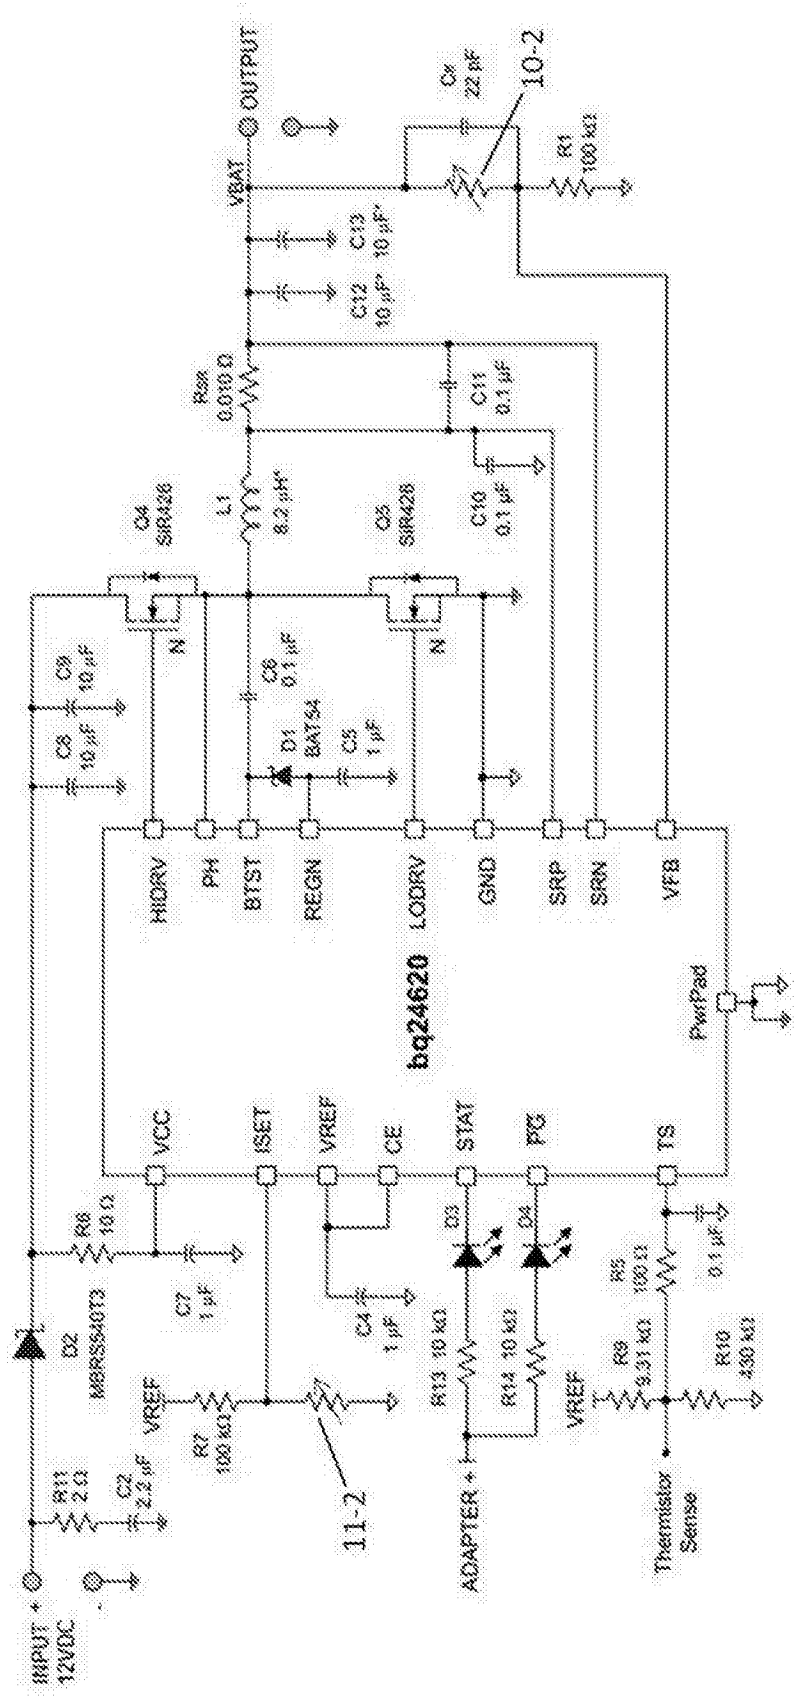 INPUT +
12VDC
-
R11
2 Ω
C2
2.2 µF
D2
MBRS540T3
R6
10 Ω
C7
1 µF
C8
10 µF
C9
10 µF
Q4
SiR426
N
VREF
R7
100 kΩ
11-2
C4
1 µF
ADAPTER +
R13 10 kΩ
R14 10 kΩ
D3
D4
VREF
R9
9.31 kΩ
R10
430 kΩ
R5
100 Ω
0.1 µF
Thermistor
Sense
VCC
ISET
VREF
CE
STAT
PG
TS
bq24620
PwrPad
HIDRV
PH
BTST
REGN
LODRV
GND
SRP
SRN
VFB
D1
BAT54
C5
1 µF
C6
0.1 µF
Q5
SiR426
N
L1
8.2 µH*
RSR
0.010 Ω
C10
0.1 µF
C11
0.1 µF
C12
10 µF*
C13
10 µF*
VBAT
OUTPUT
22 pF
10-2
R1
100 kΩ